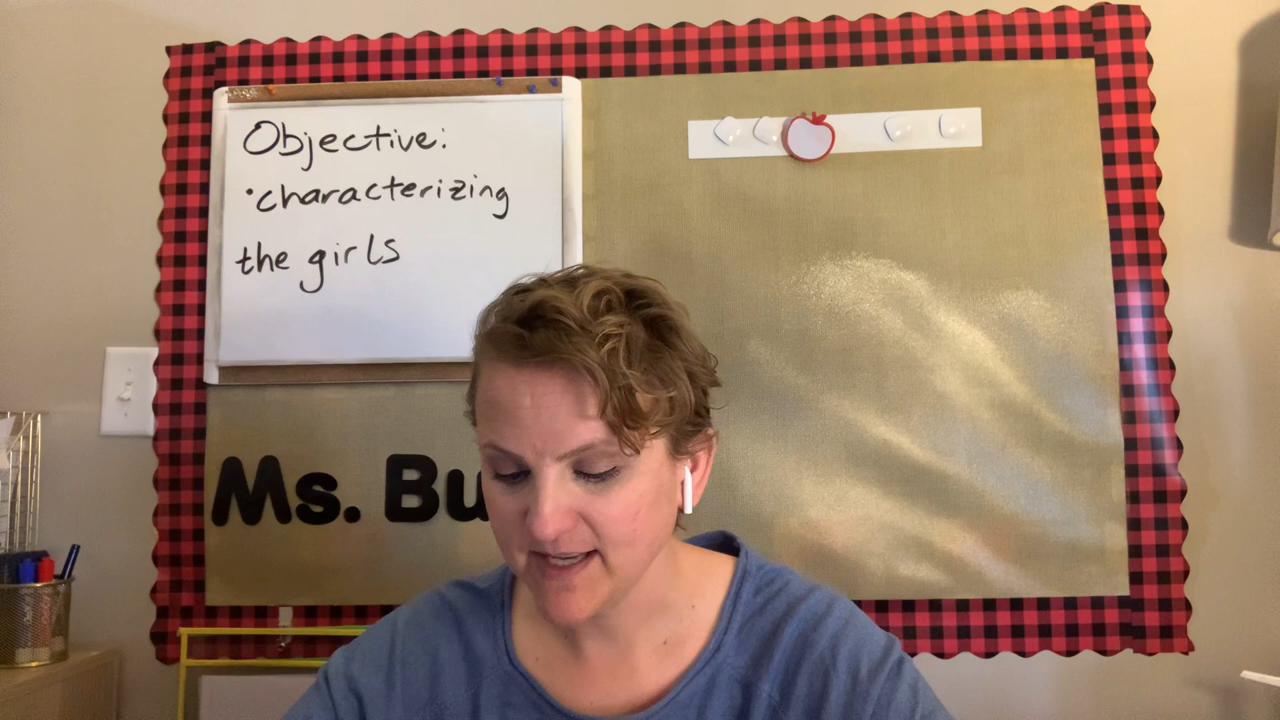 Objective:
•characterizing
the girls
Ms. Bu